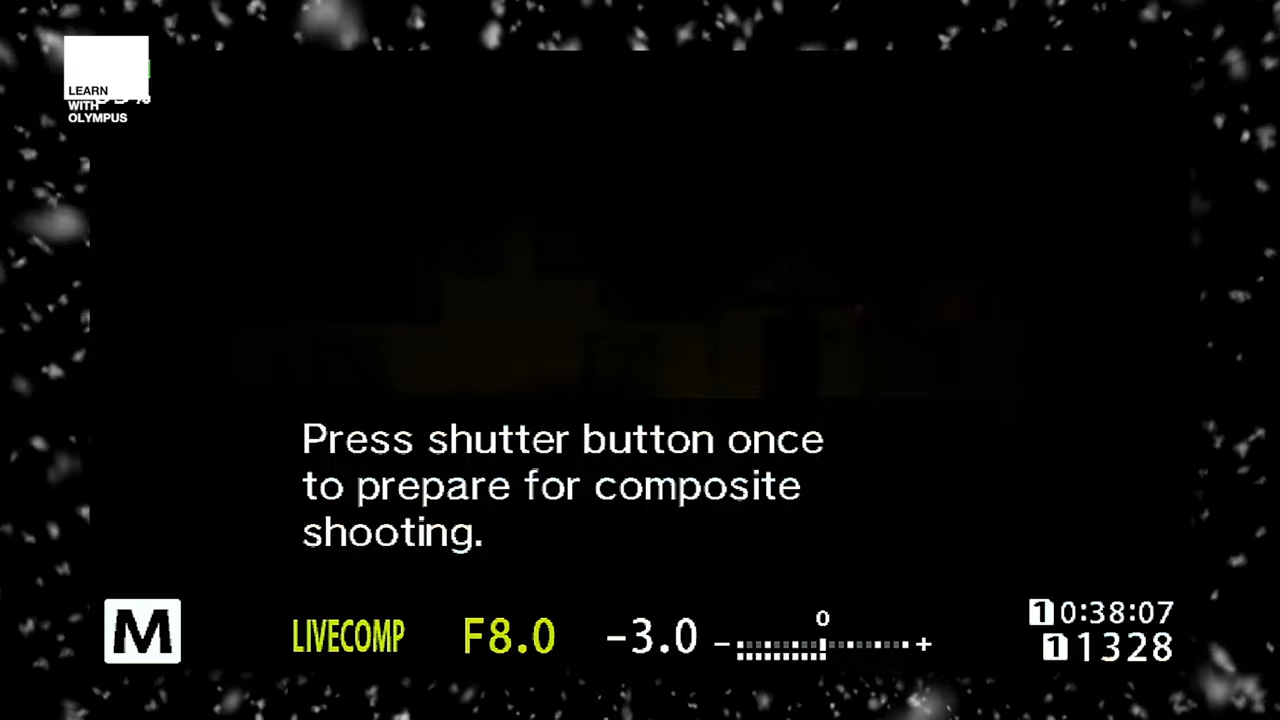 LEARN
WITH
OLYMPUS
Press shutter button once
to prepare for composite
shooting.
M LIVECOMP F8.0 -3.0 - 0 + 1 0:38:07
1 1328